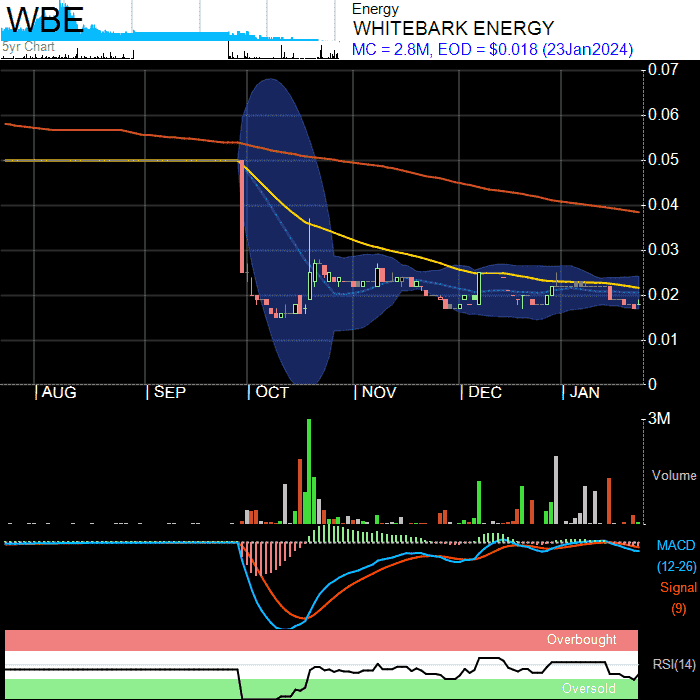 WBE
5yr Chart
Energy
WHITEBARK ENERGY
MC = 2.8M, EOD = $0.018 (23Jan2024)
0.07
0.06
0.05
0.04
0.03
0.02
0.01
0
AUG SEP OCT NOV DEC JAN
3M
Volume
MACD
(12-26)
Signal
(9)
Overbought
RSI(14)
Oversold